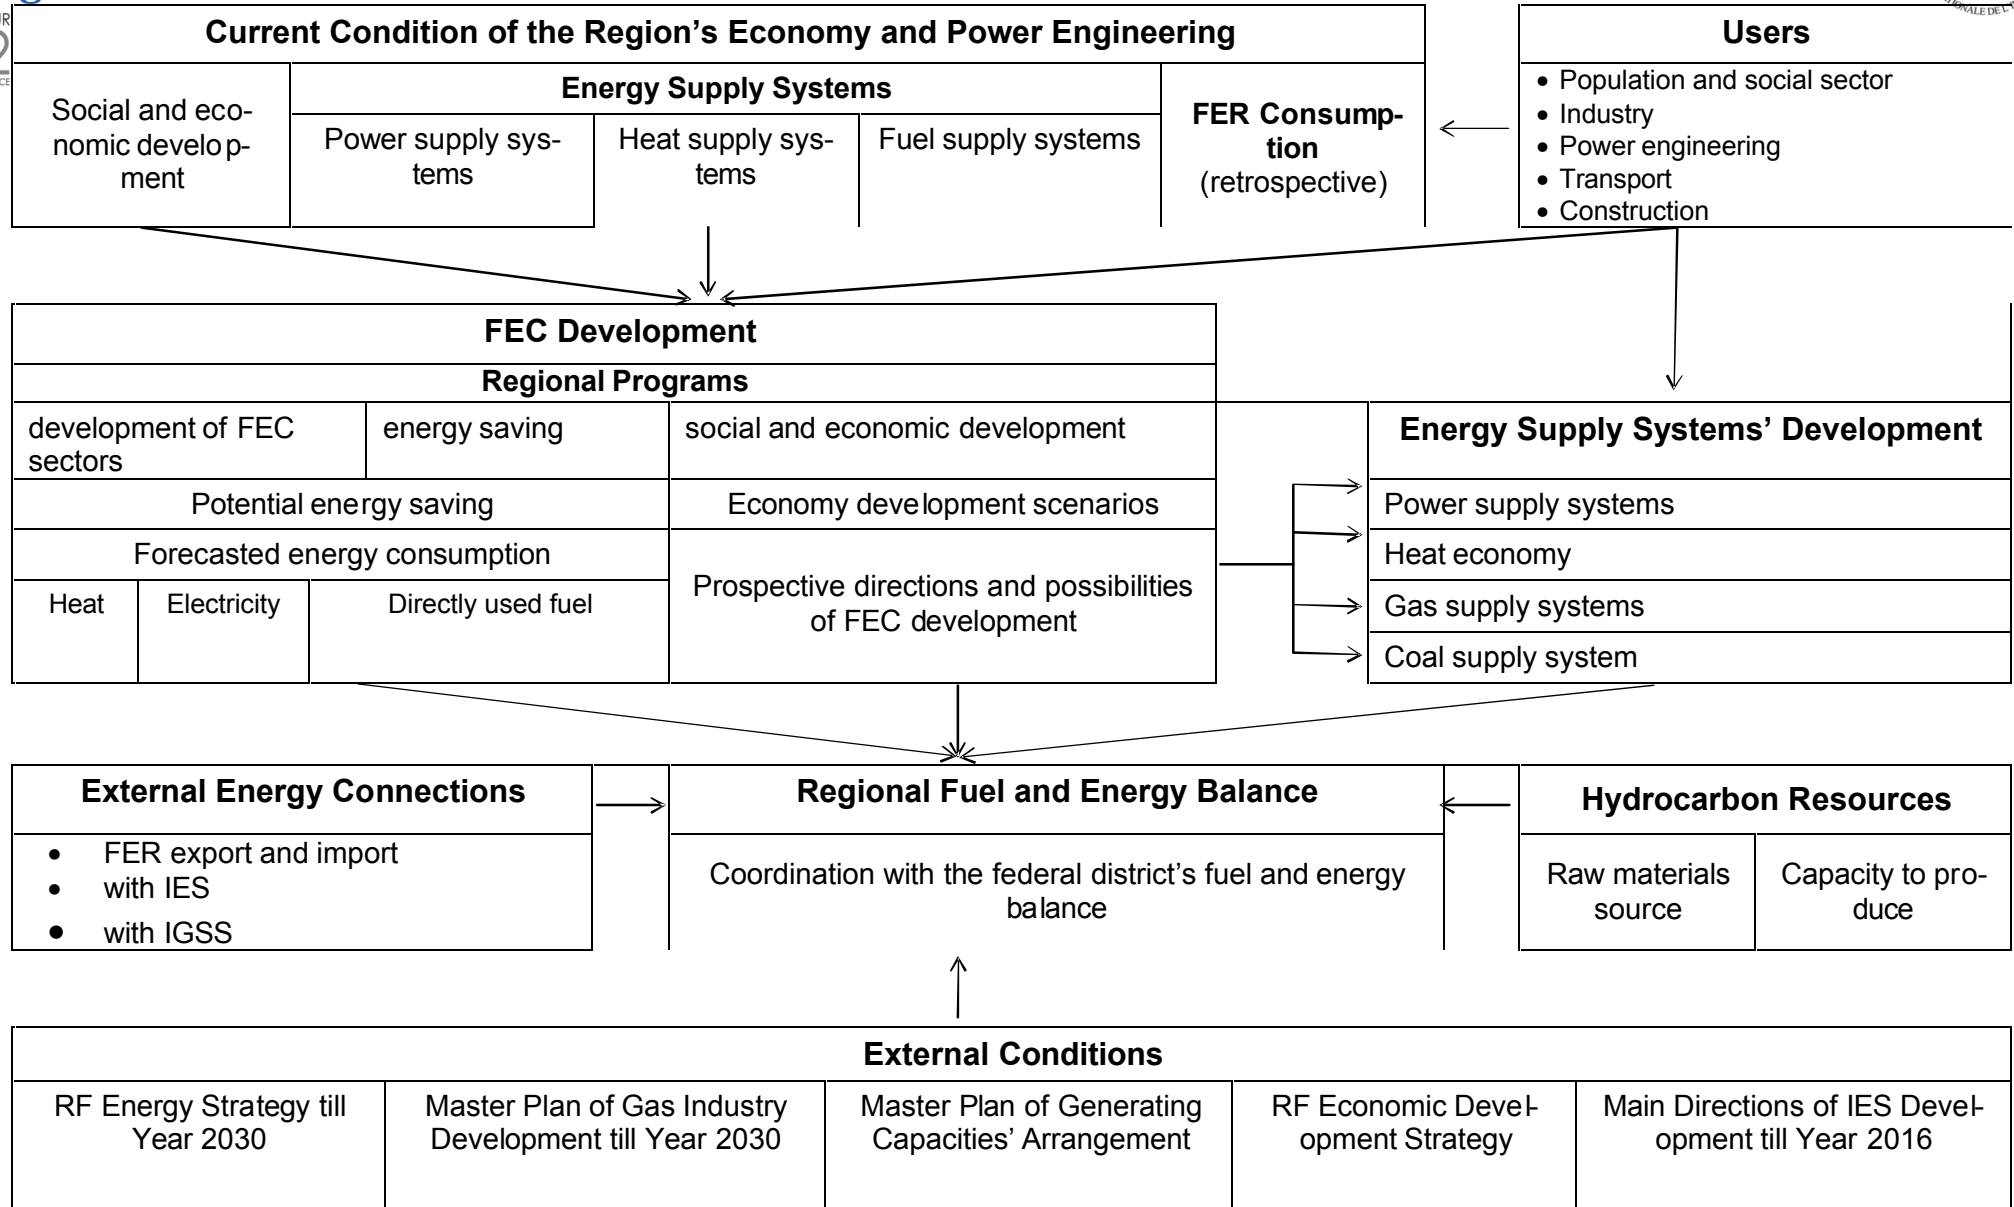 Current Condition of the Region’s Economy and Power Engineering
Social and eco-
nomic develop-
ment
Energy Supply Systems
Power supply sys-
tems
Heat supply sys-
tems
Fuel supply systems
FER Consump-
tion
(retrospective)
Users
• Population and social sector
• Industry
• Power engineering
• Transport
• Construction
FEC Development
Regional Programs
development of FEC
sectors
energy saving
social and economic development
Potential energy saving
Economy development scenarios
Forecasted energy consumption
Heat
Electricity
Directly used fuel
Prospective directions and possibilities
of FEC development
Energy Supply Systems’ Development
Power supply systems
Heat economy
Gas supply systems
Coal supply system
External Energy Connections
• FER export and import
• with IES
• with IGSS
Regional Fuel and Energy Balance
Coordination with the federal district’s fuel and energy
balance
Hydrocarbon Resources
Raw materials
source
Capacity to pro-
duce
External Conditions
RF Energy Strategy till
Year 2030
Master Plan of Gas Industry
Development till Year 2030
Master Plan of Generating
Capacities’ Arrangement
RF Economic Devel-
opment Strategy
Main Directions of IES Devel-
opment till Year 2016